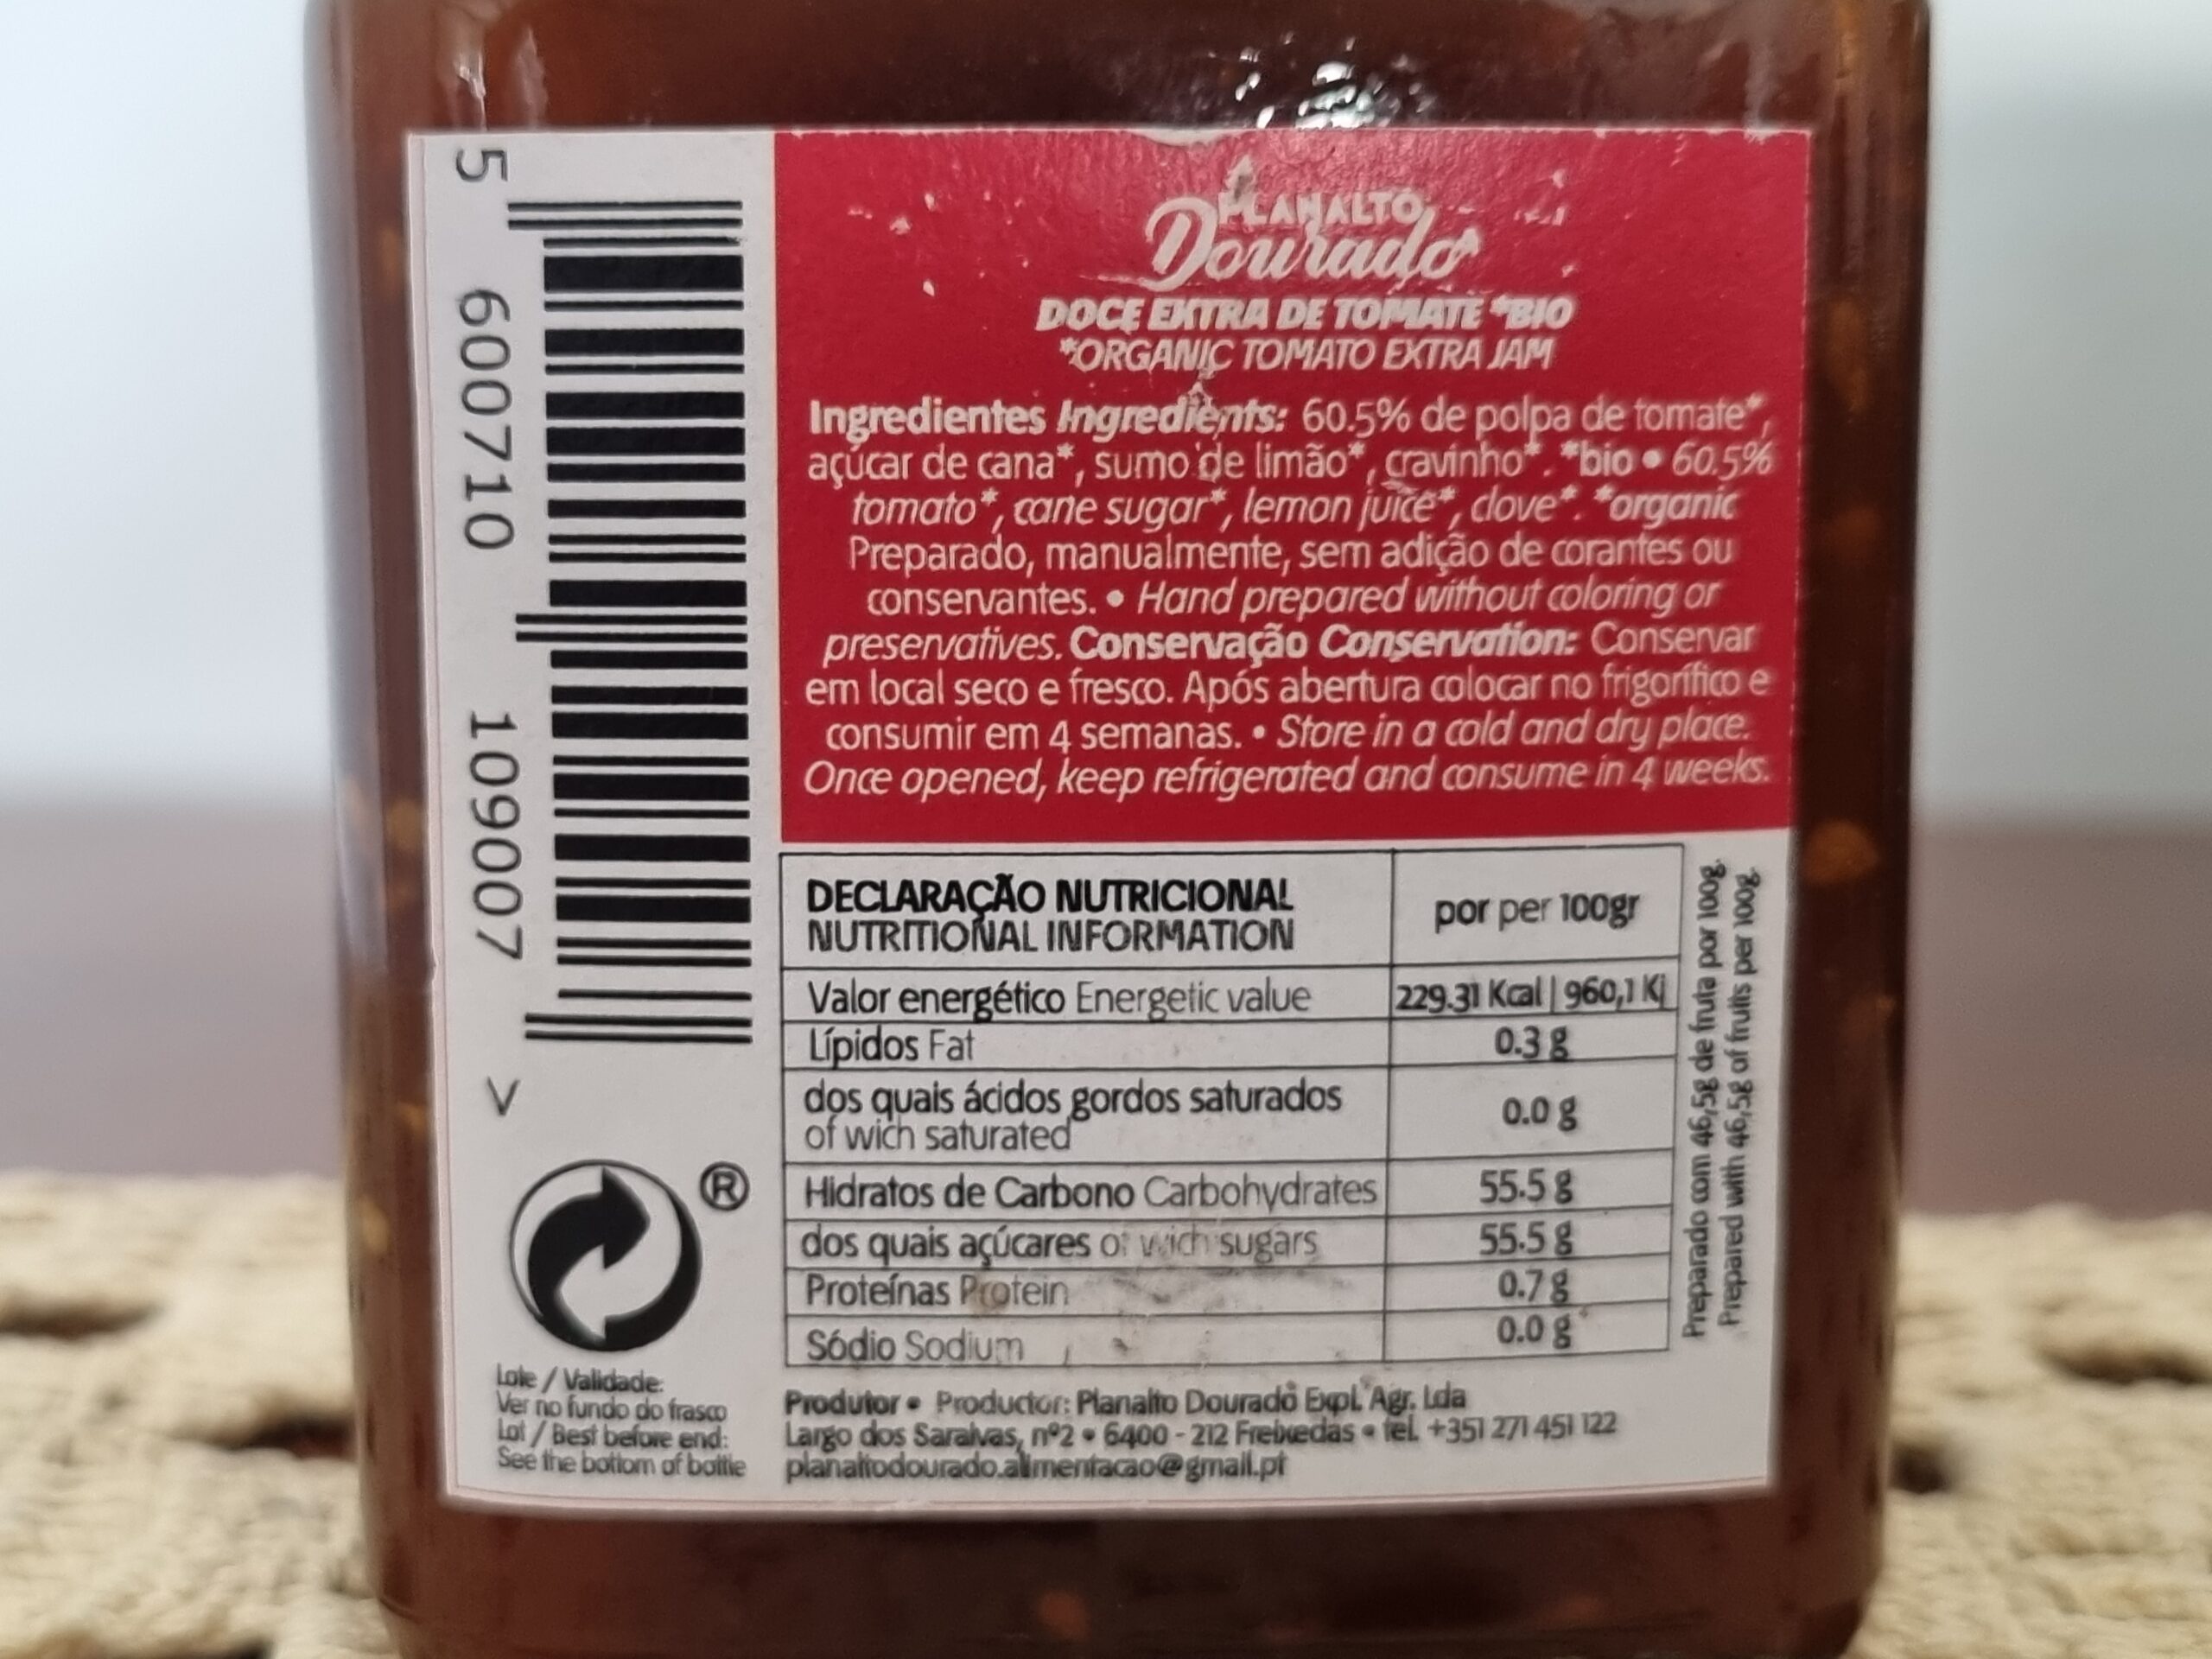 5 600710 109007 >
PLANALTO
Dourado
DOCE EXTRA DE TOMATE *BIO
*ORGANIC TOMATO EXTRA JAM
Ingredientes Ingredients: 60.5% de polpa de tomate*,
açúcar de cana*, sumo de limão*, cravinho*. *bio • 60.5%
tomato*, cane sugar*, lemon juice*, clove*. *organic
Preparado, manualmente, sem adição de corantes ou
conservantes. • Hand prepared without coloring or
preservatives. Conservação Conservation: Conservar
em local seco e fresco. Após abertura colocar no frigorífico e
consumir em 4 semanas. • Store in a cold and dry place.
Once opened, keep refrigerated and consume in 4 weeks.
DECLARAÇÃO NUTRICIONAL
NUTRITIONAL INFORMATION
por per 100gr
Valor energético Energetic value 229.31 Kcal | 960,1 Kj
Lípidos Fat 0.3 g
dos quais ácidos gordos saturados
of wich saturated
0.0 g
Hidratos de Carbono Carbohydrates 55.5 g
dos quais açúcares of wich sugars 55.5 g
Proteínas Protein 0.7 g
Sódio Sodium 0.0 g
Preparado com 46,5g de fruta por 100g.
Prepared with 46,5g of fruits per 100g.
®
Lote / Validade:
Ver no fundo do frasco
Lot / Best before end:
See the bottom of bottle
Produtor • Productor: Planalto Dourado Expl. Agr. Lda
Largo dos Saraivas, nº2 • 6400 - 212 Freixedas • tel. +351 271 451 122
planaltodourado.alimentacao@gmail.pt